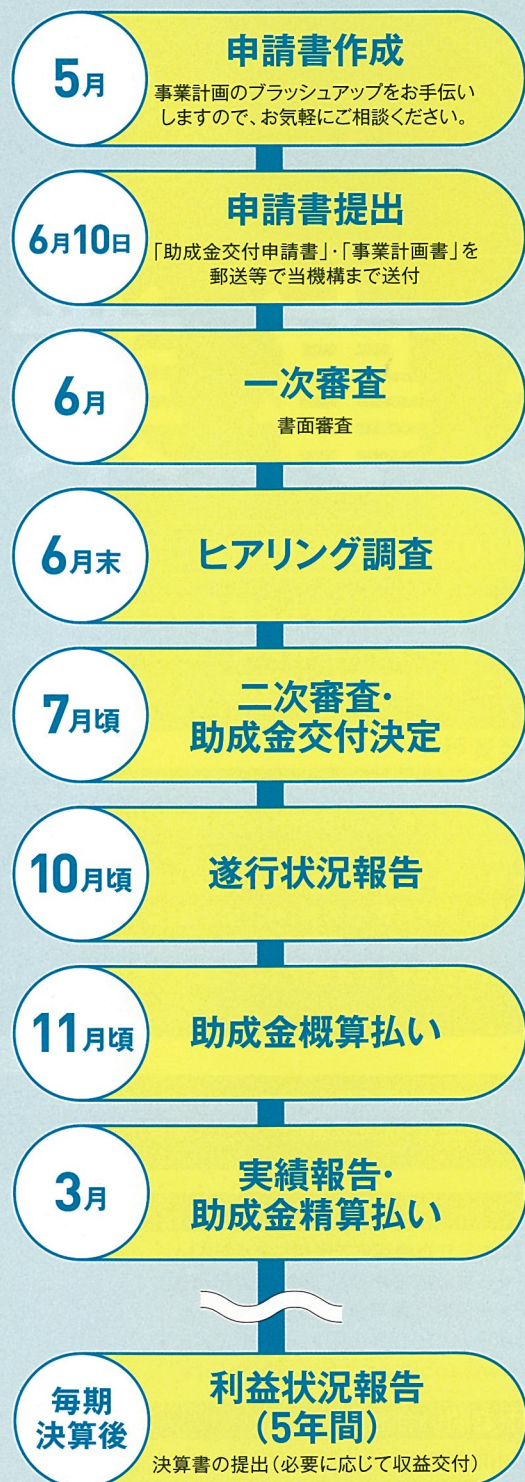 5月
申請書作成
事業計画のブラッシュアップをお手伝い
しますので、お気軽にご相談ください。
6月10日
申請書提出
「助成金交付申請書」・「事業計画書」を
郵送等で当機構まで送付
6月
一次審査
書面審査
6月末
ヒアリング調査
7月頃
二次審査・
助成金交付決定
10月頃
遂行状況報告
11月頃
助成金概算払い
3月
実績報告・
助成金精算払い
毎期
決算後
利益状況報告
(5年間)
決算書の提出(必要に応じて収益交付)